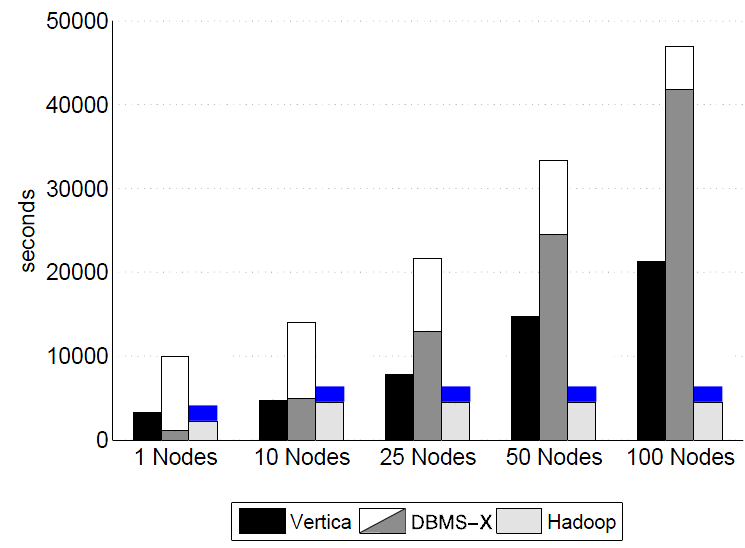 50000
40000
30000
20000
10000
0
seconds
1 Nodes 10 Nodes 25 Nodes 50 Nodes 100 Nodes
Vertica DBMS-X Hadoop